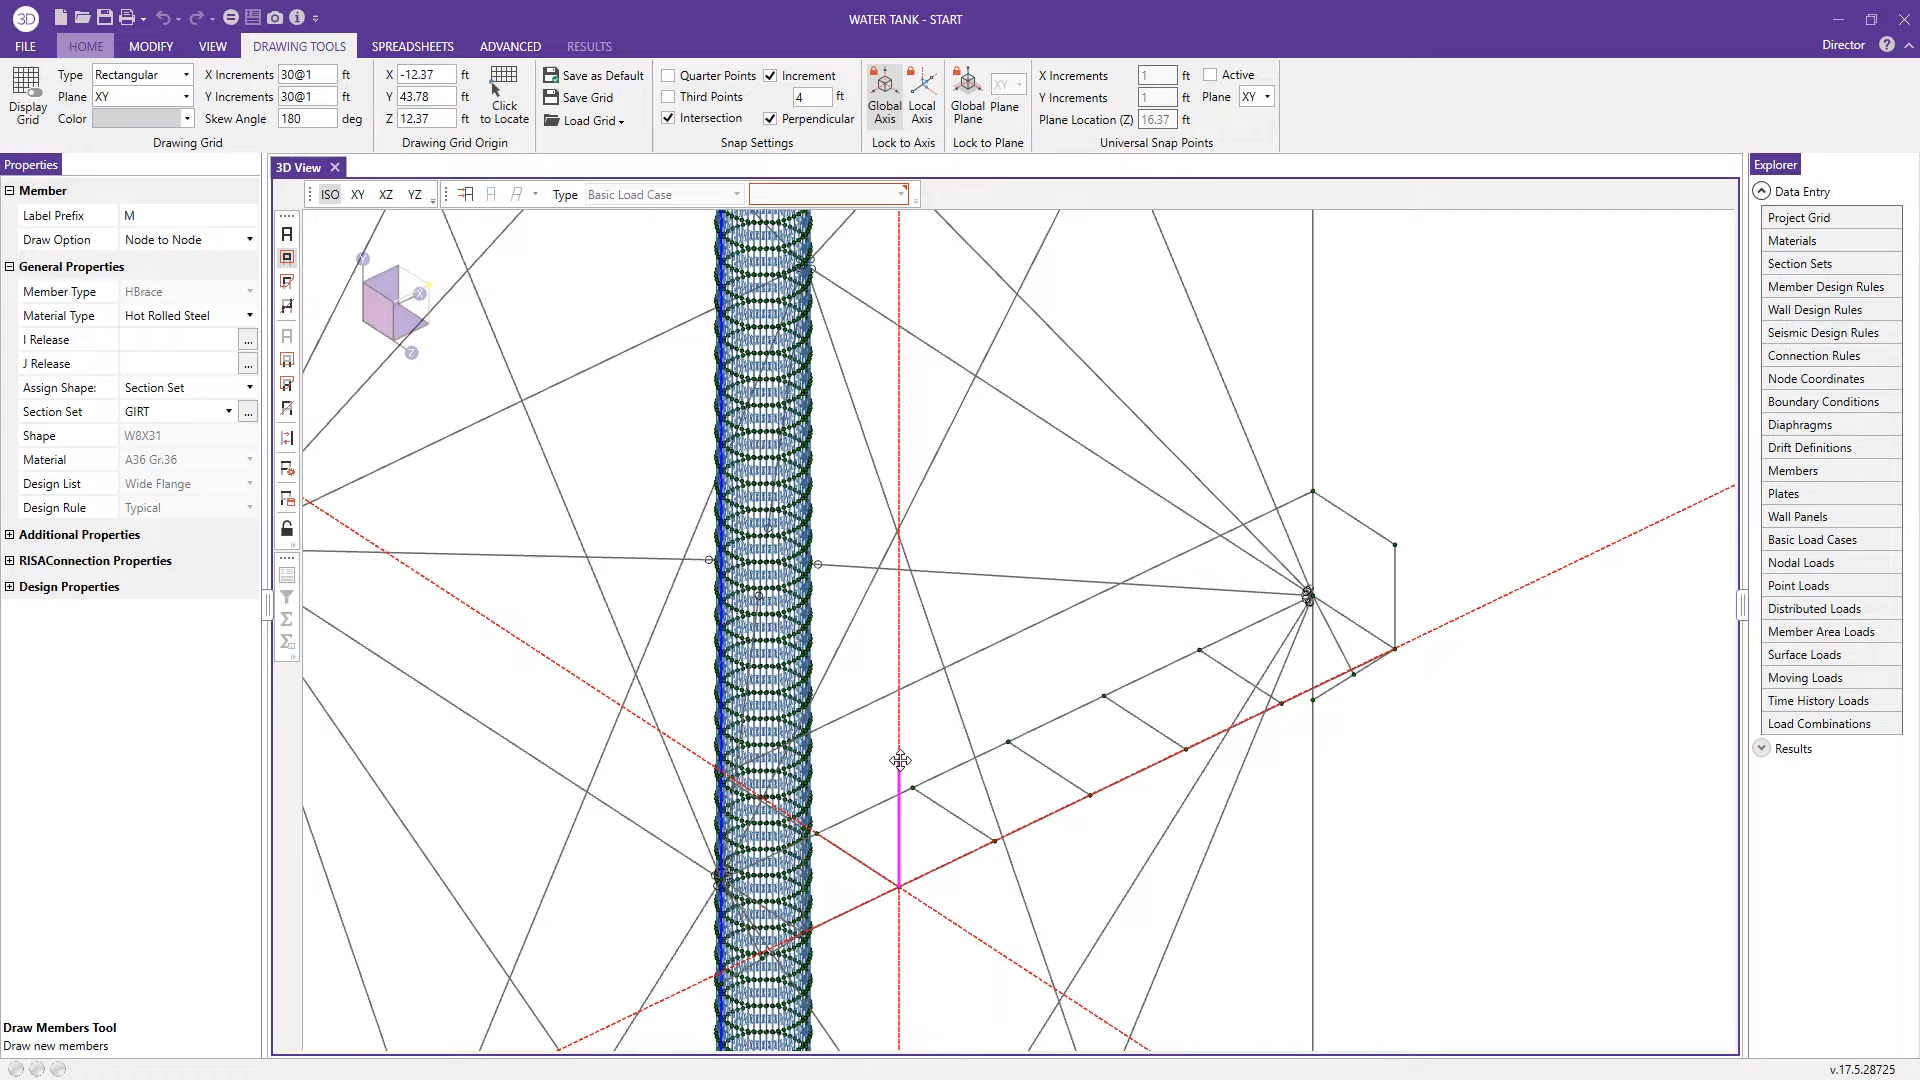 3D
WATER TANK - START
FILE HOME MODIFY VIEW DRAWING TOOLS SPREADSHEETS ADVANCED RESULTS
Director ?
Display Grid
Type Rectangular
Plane XY
Color
X Increments 30@1 ft
Y Increments 30@1 ft
Skew Angle 180 deg
Drawing Grid
X -12.37 ft
Y 43.78 ft
Z 12.37 ft
Click to Locate
Drawing Grid Origin
Save as Default
Save Grid
Load Grid
Quarter Points
Third Points
Intersection
Increment
4 ft
Perpendicular
Snap Settings
Global Axis
Local Axis
Lock to Axis
Global Plane
XY
Plane
Lock to Plane
X Increments 1 ft
Y Increments 1 ft
Plane Location (Z) 16.37 ft
Active
Plane XY
Universal Snap Points
Properties
Member
Label Prefix M
Draw Option Node to Node
General Properties
Member Type HBrace
Material Type Hot Rolled Steel
I Release ...
J Release ...
Assign Shape: Section Set
Section Set GIRT ...
Shape W8X31
Material A36 Gr.36
Design List Wide Flange
Design Rule Typical
Additional Properties
RISAConnection Properties
Design Properties
Draw Members Tool
Draw new members
3D View
ISO XY XZ YZ
Type Basic Load Case
Y
X
Z
Explorer
Data Entry
Project Grid
Materials
Section Sets
Member Design Rules
Wall Design Rules
Seismic Design Rules
Connection Rules
Node Coordinates
Boundary Conditions
Diaphragms
Drift Definitions
Members
Plates
Wall Panels
Basic Load Cases
Nodal Loads
Point Loads
Distributed Loads
Member Area Loads
Surface Loads
Moving Loads
Time History Loads
Load Combinations
Results
v.17.5.28725